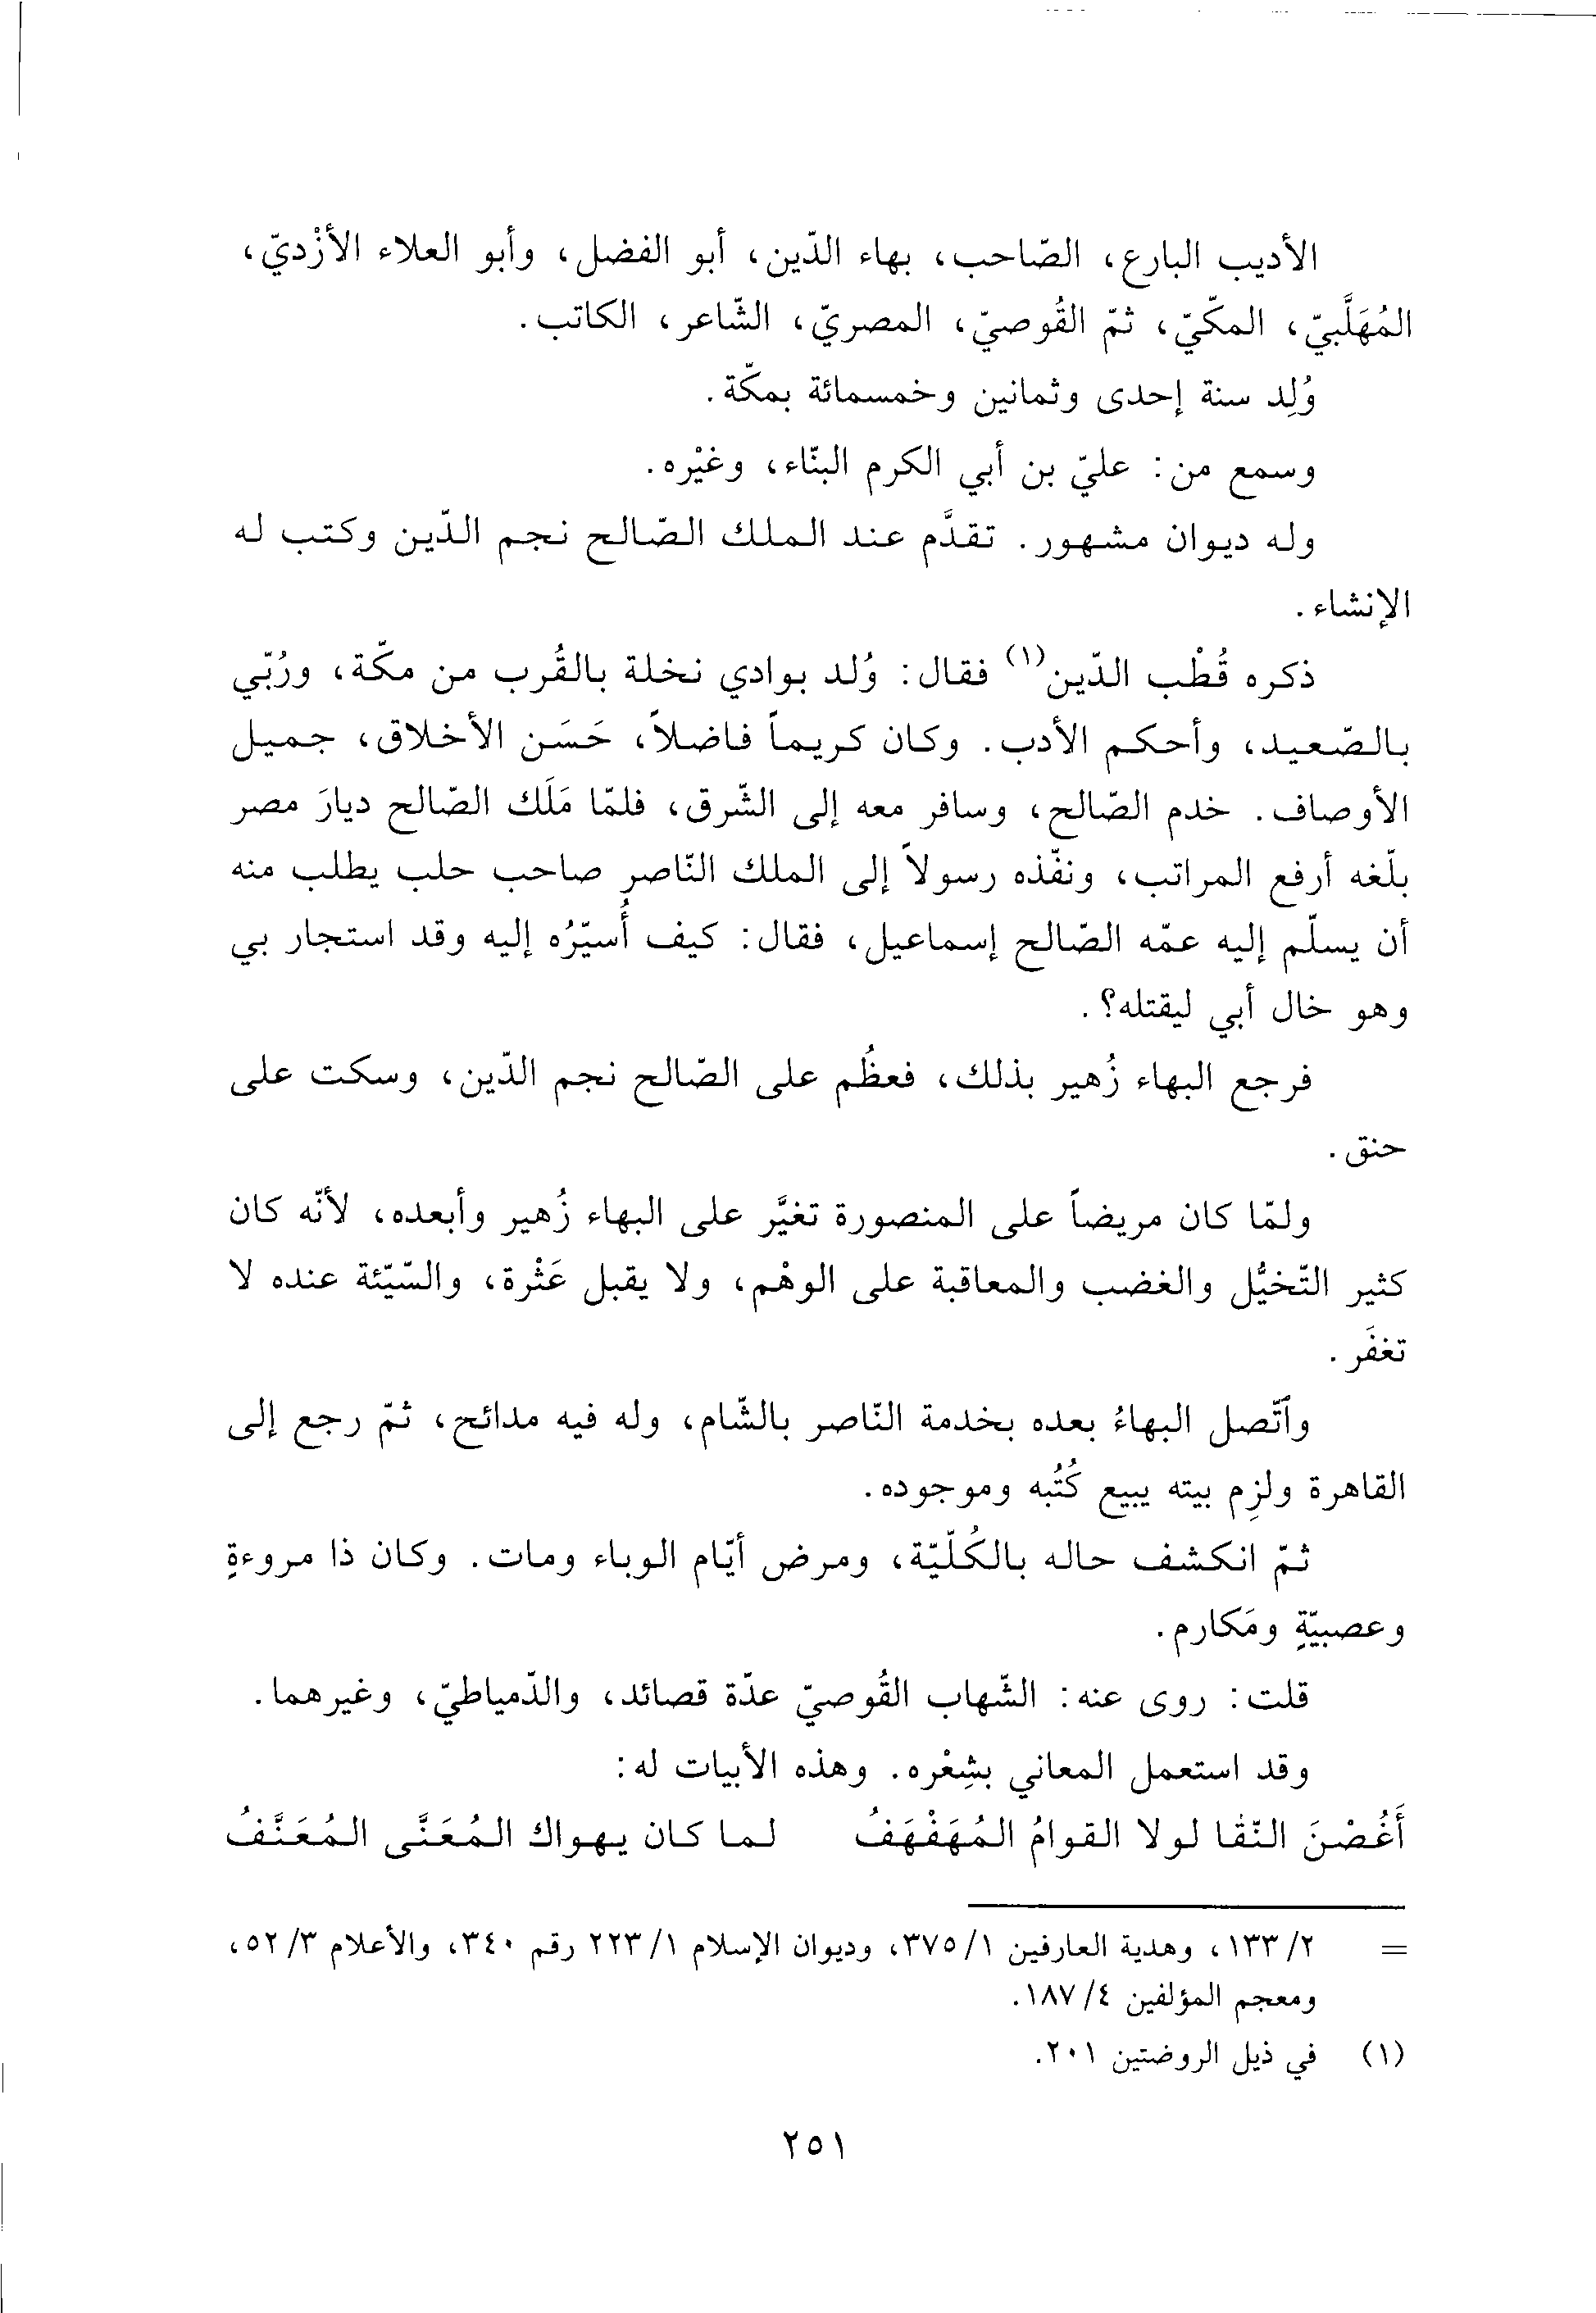 الأديب البارع، الصّاحب، بهاء الدّين، أبو الفضل، وأبو العلاء الأزْديّ،
المُهَلَّبيّ، المكّيّ، ثمّ القُوصيّ، المصريّ، الشّاعر، الكاتب.
وُلِد سنة إحدى وثمانين وخمسمائة بمكّة.
وسمع من: عليّ بن أبي الكرم البنّاء، وغيْره.
وله ديوان مشهور. تقدَّم عند الملك الصّالح نجم الدّين وكتب له
الإنشاء.
ذكره قُطْب الدّين(١) فقال: وُلد بوادي نخلة بالقُرب من مكّة، ورُبّي
بالصّعيد، وأحكم الأدب. وكان كريماً فاضلاً، حَسَن الأخلاق، جميل
الأوصاف. خدم الصّالح، وسافر معه إلى الشّرق، فلمّا مَلَك الصّالح ديارَ مصر
بلّغه أرفع المراتب، ونفّذه رسولاً إلى الملك النّاصر صاحب حلب يطلب منه
أن يسلّم إليه عمّه الصّالح إسماعيل، فقال: كيف أُسيّرُه إليه وقد استجار بي
وهو خال أبي ليقتله؟.
فرجع البهاء زُهير بذلك، فعظُم على الصّالح نجم الدّين، وسكت على
حنق.
ولمّا كان مريضاً على المنصورة تغيَّر على البهاء زُهير وأبعده، لأنّه كان
كثير التّخيُّل والغضب والمعاقبة على الوهْم، ولا يقبل عَثْرة، والسّيّئة عنده لا
تغفَر.
وأتّصل البهاءُ بعده بخدمة النّاصر بالشّام، وله فيه مدائح، ثمّ رجع إلى
القاهرة ولزِم بيته يبيع كُتُبه وموجوده.
ثمّ انكشف حاله بالكُلّيّة، ومرض أيّام الوباء ومات. وكان ذا مروءةٍ
وعصبيّةٍ ومَكارم.
قلت: روى عنه: الشّهاب القُوصيّ عدّة قصائد، والدّمياطيّ، وغيرهما.
وقد استعمل المعاني بشِعْره. وهذه الأبيات له:
أَغُصْنَ النّقا لولا القوامُ المُهَفْهَفُ لما كان يهواك المُعَنَّى المُعَنَّفُ
= ١٣٣/٢، وهدية العارفين ٣٧٥/١، وديوان الإسلام ٢٢٣/١ رقم ٣٤٠، والأعلام ٥٢/٣،
ومعجم المؤلفين ١٨٧/٤.
(١) في ذيل الروضتين ٢٠١.
٢٥١